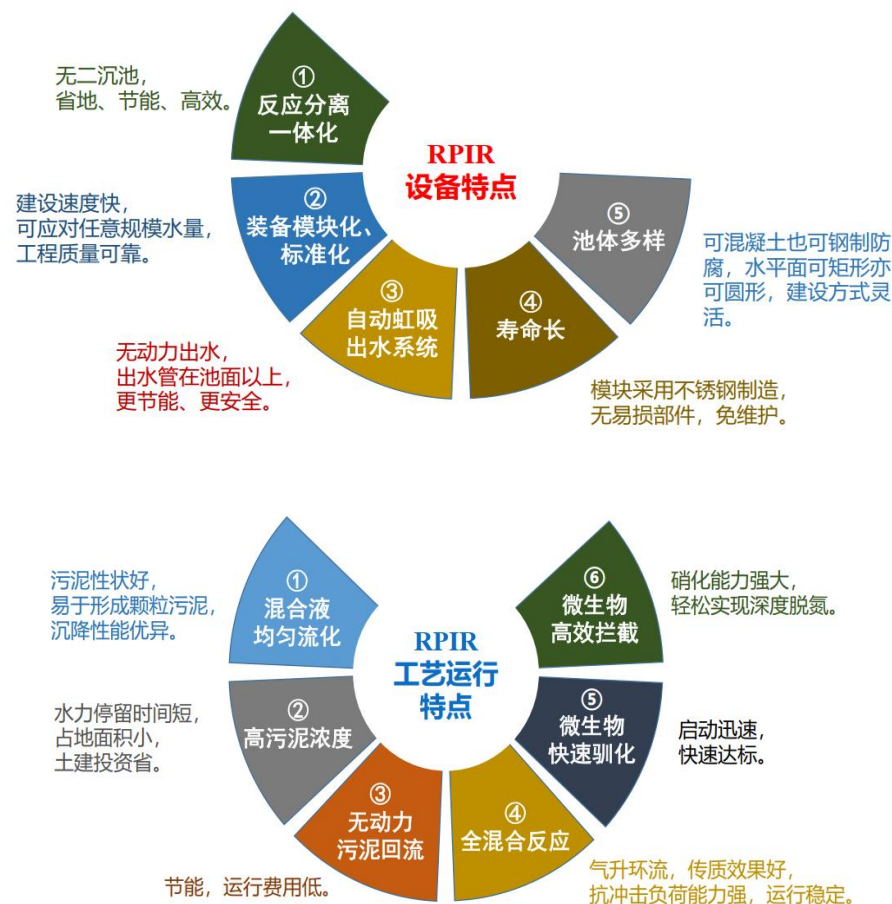 RPIR
设备特点
①
反应分离
一体化
无二沉池，
省地、节能、高效。
②
装备模块化、
标准化
建设速度快，
可应对任意规模水量，
工程质量可靠。
③
自动虹吸
出水系统
无动力出水，
出水管在池面以上，
更节能、更安全。
④
寿命长
模块采用不锈钢制造，
无易损部件，免维护。
⑤
池体多样
可混凝土也可钢制防
腐，水平面可矩形亦
可圆形，建设方式灵
活。
RPIR
工艺运行
特点
①
混合液
均匀流化
污泥性状好，
易于形成颗粒污泥，
沉降性能优异。
②
高污泥浓度
水力停留时间短，
占地面积小，
土建投资省。
③
无动力
污泥回流
节能，运行费用低。
④
全混合反应
气升环流，传质效果好，
抗冲击负荷能力强，运行稳定。
⑤
微生物
快速驯化
启动迅速，
快速达标。
⑥
微生物
高效拦截
硝化能力强大，
轻松实现深度脱氮。